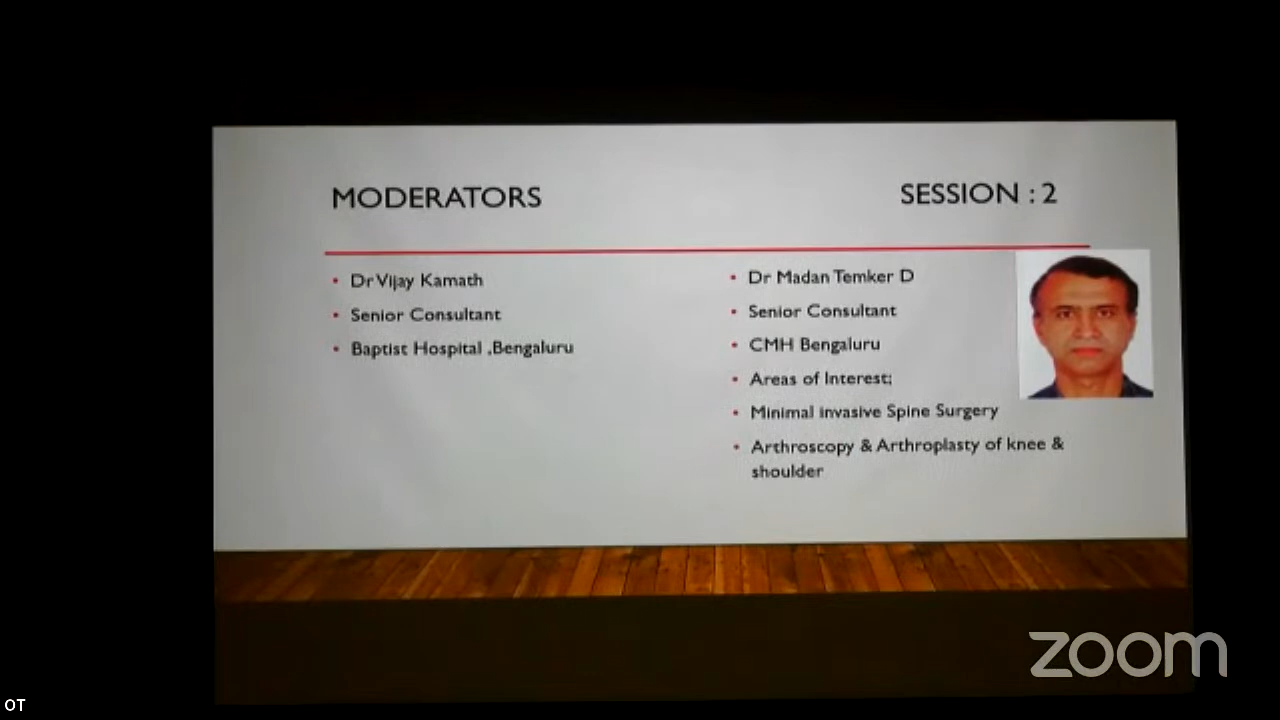 MODERATORS
SESSION : 2
Dr Vijay Kamath
Senior Consultant
Baptist Hospital ,Bengaluru
Dr Madan Temker D
Senior Consultant
CMH Bengaluru
Areas of Interest;
Minimal invasive Spine Surgery
Arthroscopy & Arthroplasty of knee &
shoulder
zoom
OT